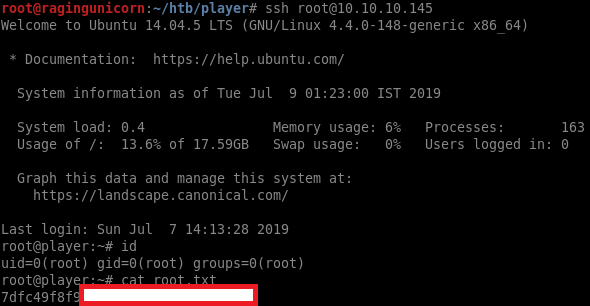 root@ragingunicorn:~/htb/player# ssh root@10.10.10.145
Welcome to Ubuntu 14.04.5 LTS (GNU/Linux 4.4.0-148-generic x86_64)
* Documentation:  https://help.ubuntu.com/
System information as of Tue Jul  9 01:23:00 IST 2019
System load: 0.4                Memory usage: 6%   Processes:       163
Usage of /:  13.6% of 17.59GB   Swap usage:   0%   Users logged in: 0
Graph this data and manage this system at:
https://landscape.canonical.com/
Last login: Sun Jul  7 14:13:28 2019
root@player:~# id
uid=0(root) gid=0(root) groups=0(root)
root@player:~# cat root.txt
7dfc49f8f9